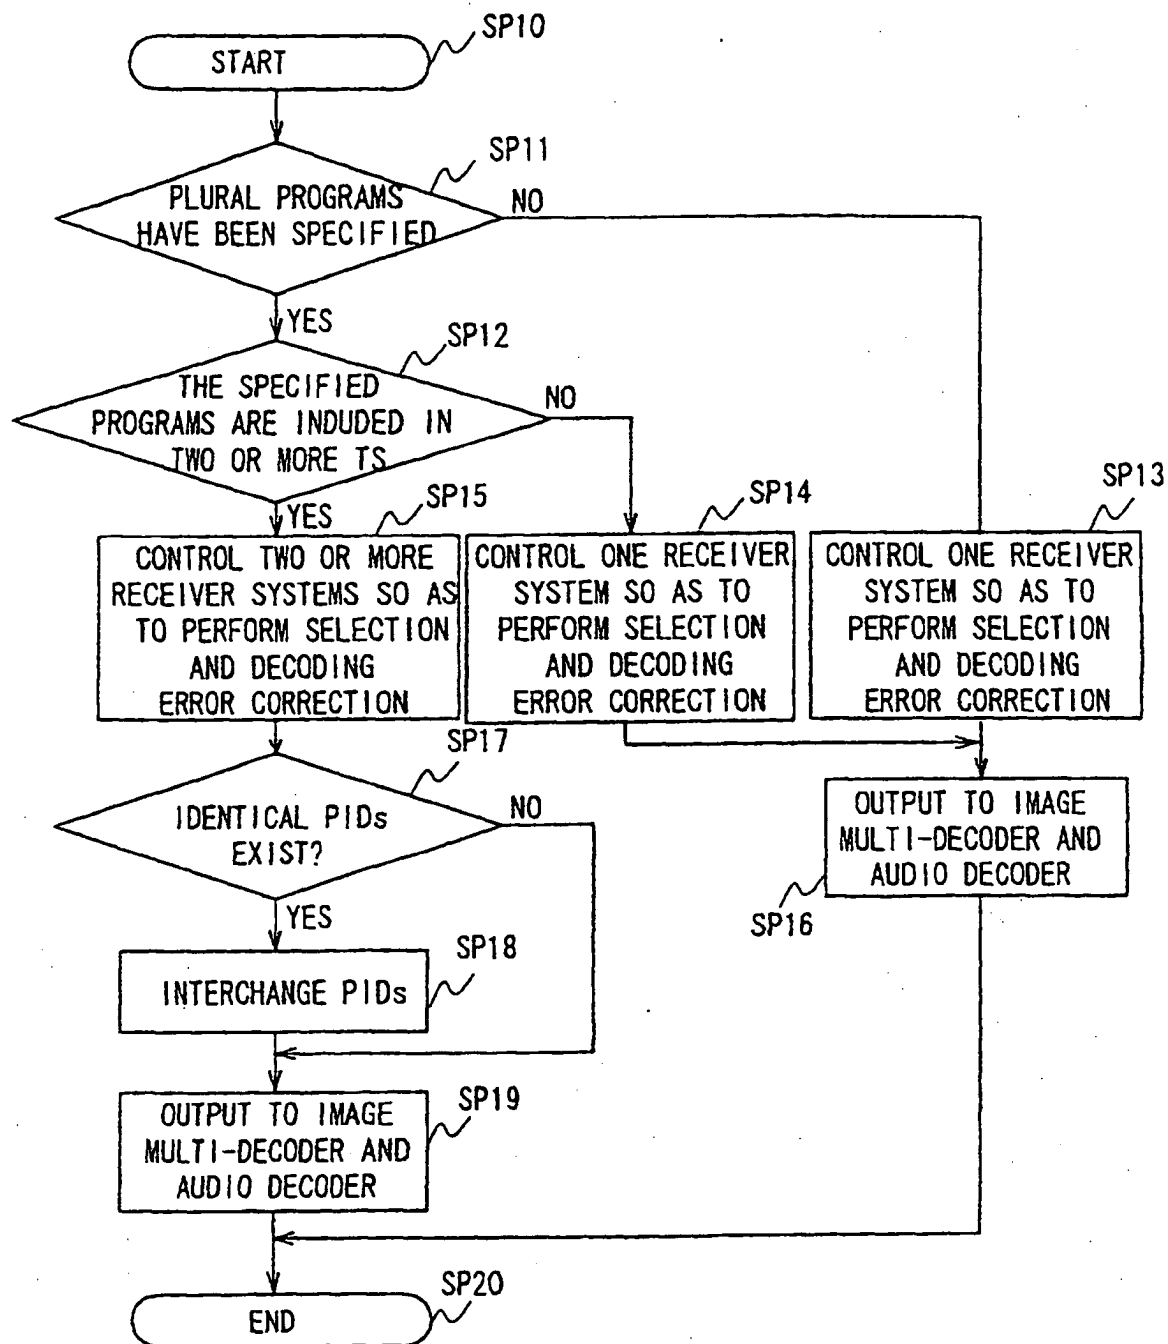 SP10
START
SP11
PLURAL PROGRAMS
HAVE BEEN SPECIFIED
NO
YES
SP12
THE SPECIFIED
PROGRAMS ARE INDUDED IN
TWO OR MORE TS
NO
YES
SP15
CONTROL TWO OR MORE
RECEIVER SYSTEMS SO AS
TO PERFORM SELECTION
AND DECODING
ERROR CORRECTION
SP14
CONTROL ONE RECEIVER
SYSTEM SO AS TO
PERFORM SELECTION
AND DECODING
ERROR CORRECTION
SP13
CONTROL ONE RECEIVER
SYSTEM SO AS TO
PERFORM SELECTION
AND DECODING
ERROR CORRECTION
SP17
IDENTICAL PIDs
EXIST?
NO
YES
OUTPUT TO IMAGE
MULTI-DECODER AND
AUDIO DECODER
SP16
SP18
INTERCHANGE PIDs
SP19
OUTPUT TO IMAGE
MULTI-DECODER AND
AUDIO DECODER
SP20
END